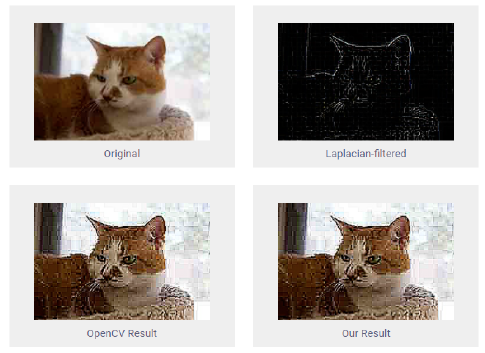 Original
Laplacian-filtered
OpenCV Result
Our Result